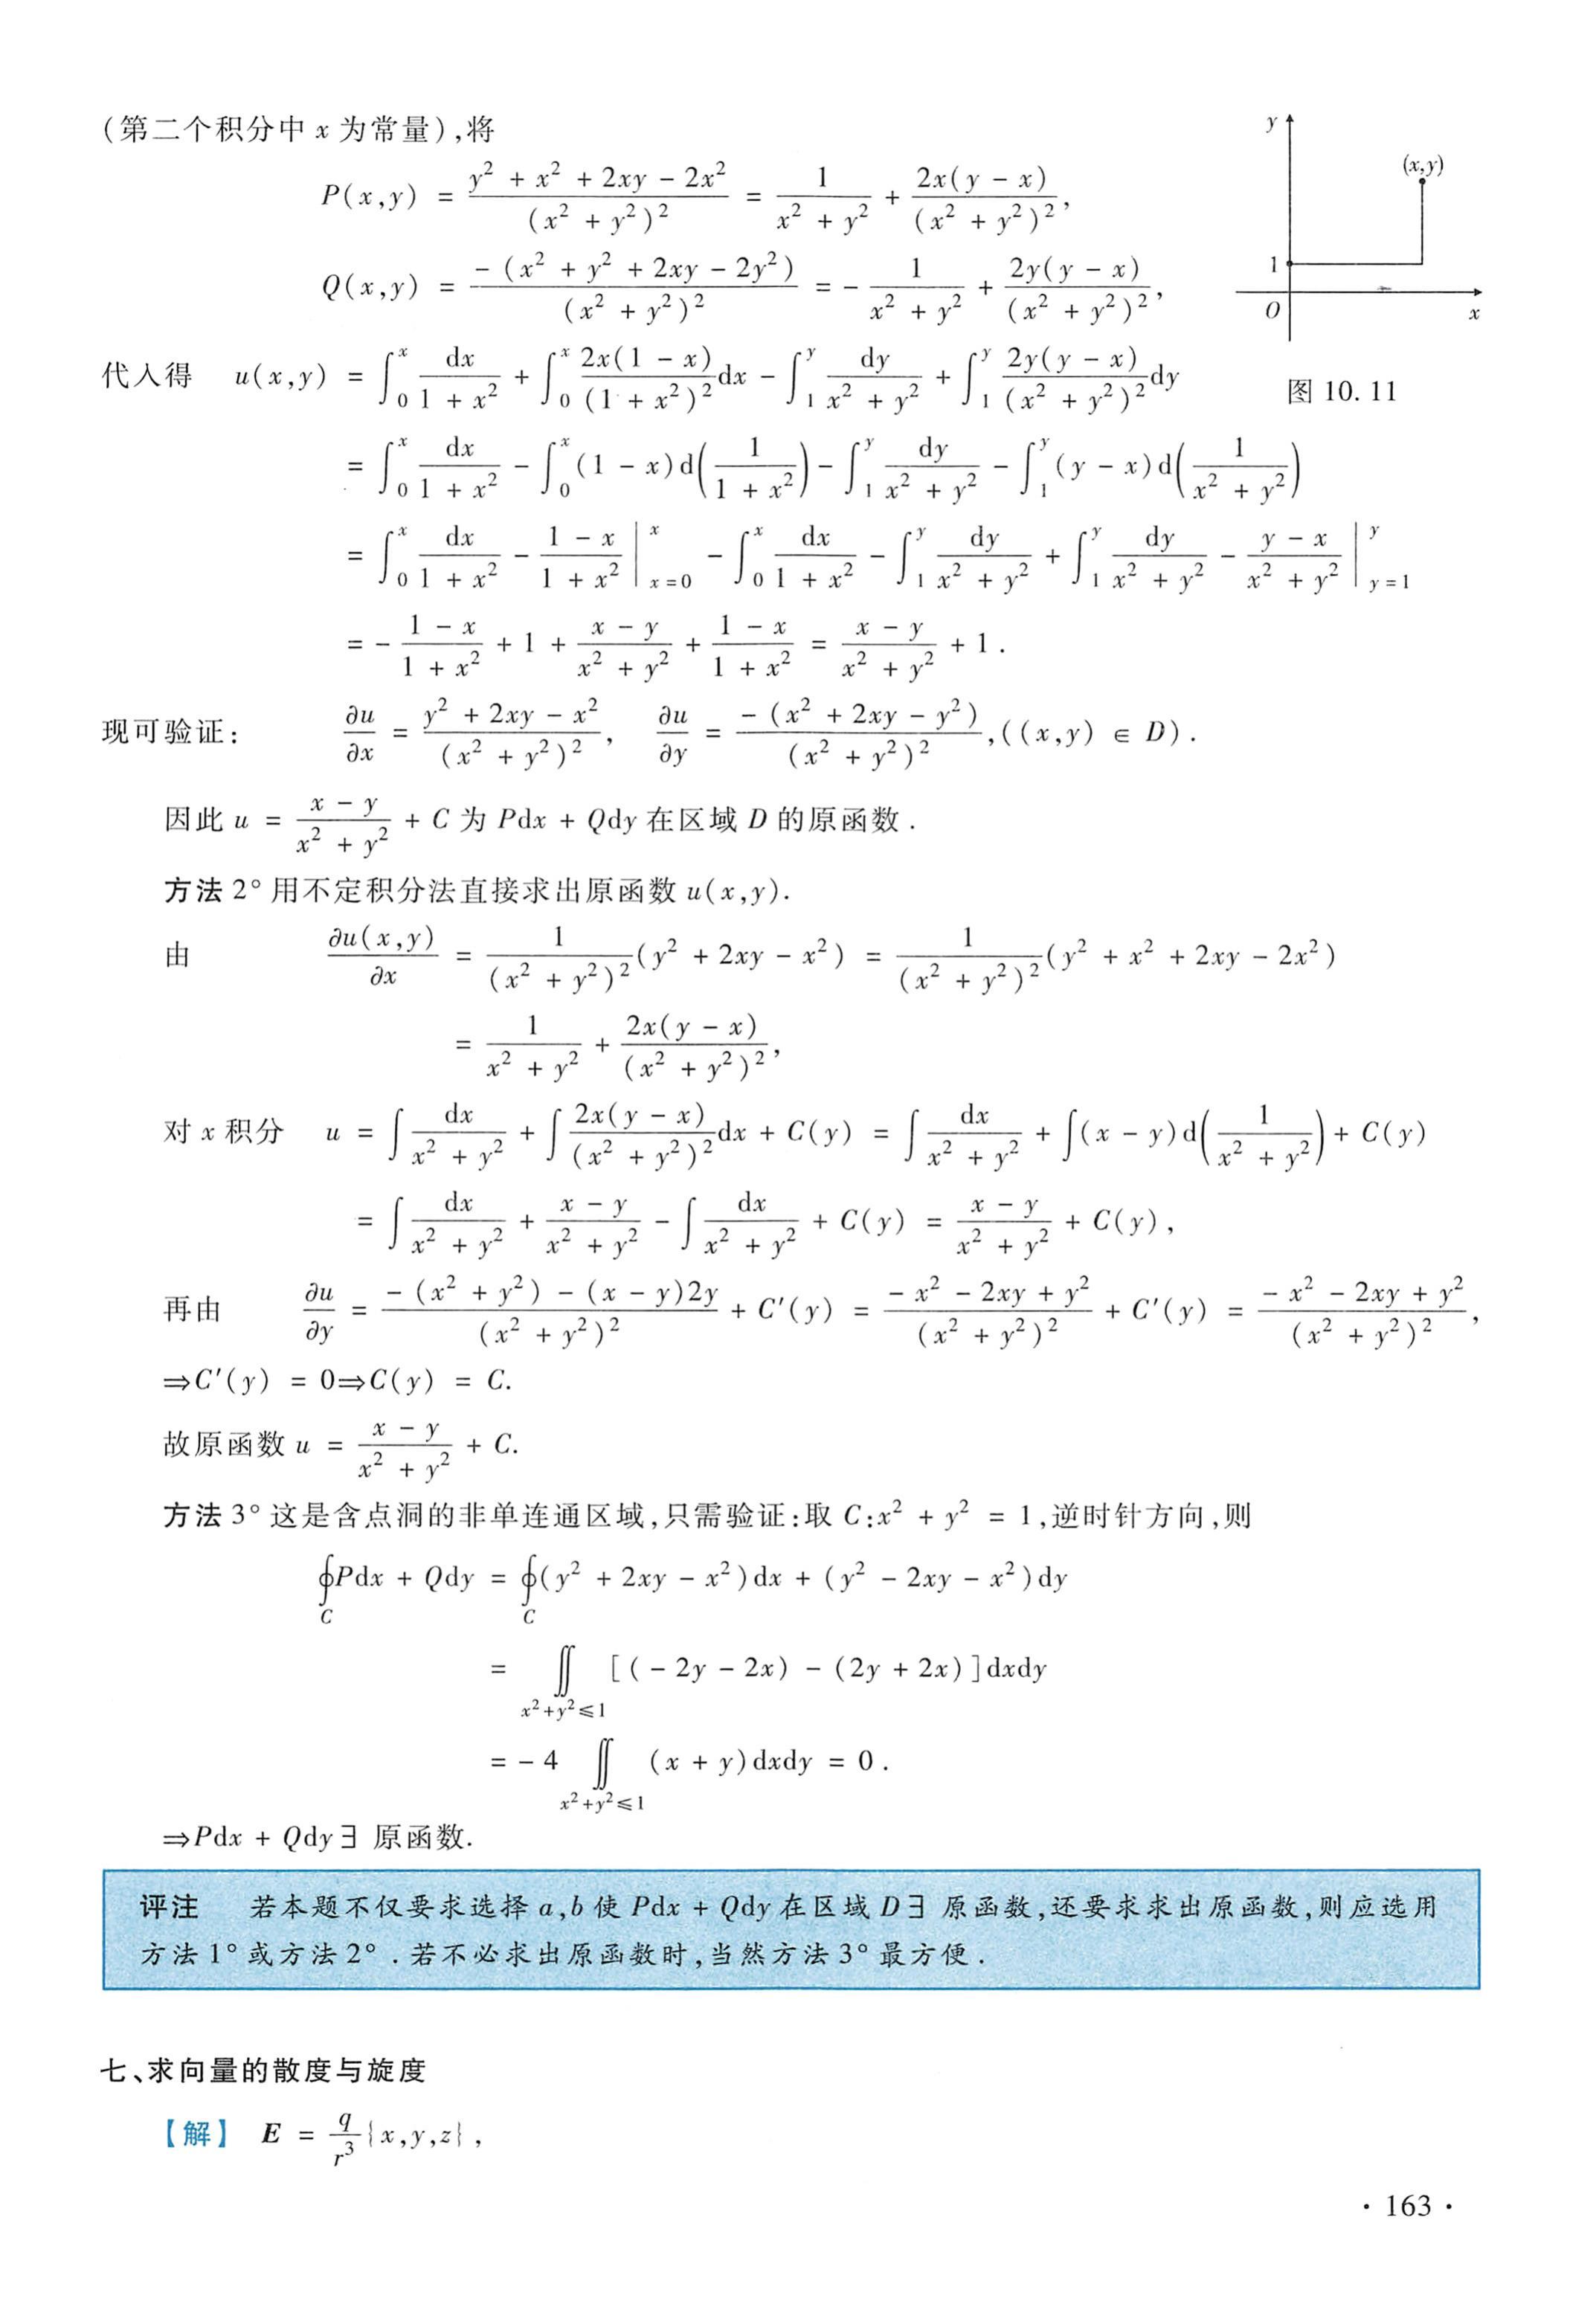 (第二个积分中 x 为常量),将
P(x,y) = \frac{y^2 + x^2 + 2xy - 2x^2}{(x^2 + y^2)^2} = \frac{1}{x^2 + y^2} + \frac{2x(y - x)}{(x^2 + y^2)^2},
Q(x,y) = \frac{-(x^2 + y^2 + 2xy - 2y^2)}{(x^2 + y^2)^2} = -\frac{1}{x^2 + y^2} + \frac{2y(y - x)}{(x^2 + y^2)^2},
y
(x,y)
1
O
x
图 10.11
代入得 u(x,y) = \int_0^x \frac{dx}{1 + x^2} + \int_0^x \frac{2x(1 - x)}{(1 + x^2)^2}dx - \int_1^y \frac{dy}{x^2 + y^2} + \int_1^y \frac{2y(y - x)}{(x^2 + y^2)^2}dy
= \int_0^x \frac{dx}{1 + x^2} - \int_0^x (1 - x)d\left(\frac{1}{1 + x^2}\right) - \int_1^y \frac{dy}{x^2 + y^2} - \int_1^y (y - x)d\left(\frac{1}{x^2 + y^2}\right)
= \int_0^x \frac{dx}{1 + x^2} - \frac{1 - x}{1 + x^2}\Big|_{x=0}^x - \int_0^x \frac{dx}{1 + x^2} - \int_1^y \frac{dy}{x^2 + y^2} + \int_1^y \frac{dy}{x^2 + y^2} - \frac{y - x}{x^2 + y^2}\Big|_{y=1}^y
= -\frac{1 - x}{1 + x^2} + 1 + \frac{x - y}{x^2 + y^2} + \frac{1 - x}{1 + x^2} = \frac{x - y}{x^2 + y^2} + 1.
现可验证: \frac{∂u}{∂x} = \frac{y^2 + 2xy - x^2}{(x^2 + y^2)^2}, \frac{∂u}{∂y} = \frac{-(x^2 + 2xy - y^2)}{(x^2 + y^2)^2},((x,y) ∈ D).
因此 u = \frac{x - y}{x^2 + y^2} + C 为 Pdx + Qdy 在区域 D 的原函数.
方法 2° 用不定积分法直接求出原函数 u(x,y).
由 \frac{∂u(x,y)}{∂x} = \frac{1}{(x^2 + y^2)^2}(y^2 + 2xy - x^2) = \frac{1}{(x^2 + y^2)^2}(y^2 + x^2 + 2xy - 2x^2)
= \frac{1}{x^2 + y^2} + \frac{2x(y - x)}{(x^2 + y^2)^2},
对 x 积分 u = \int \frac{dx}{x^2 + y^2} + \int \frac{2x(y - x)}{(x^2 + y^2)^2}dx + C(y) = \int \frac{dx}{x^2 + y^2} + \int (x - y)d\left(\frac{1}{x^2 + y^2}\right) + C(y)
= \int \frac{dx}{x^2 + y^2} + \frac{x - y}{x^2 + y^2} - \int \frac{dx}{x^2 + y^2} + C(y) = \frac{x - y}{x^2 + y^2} + C(y),
再由 \frac{∂u}{∂y} = \frac{-(x^2 + y^2) - (x - y)2y}{(x^2 + y^2)^2} + C'(y) = \frac{-x^2 - 2xy + y^2}{(x^2 + y^2)^2} + C'(y) = \frac{-x^2 - 2xy + y^2}{(x^2 + y^2)^2},
⇒C'(y) = 0⇒C(y) = C.
故原函数 u = \frac{x - y}{x^2 + y^2} + C.
方法 3° 这是含点洞的非单连通区域,只需验证:取 C:x^2 + y^2 = 1,逆时针方向,则
\oint_C Pdx + Qdy = \oint_C (y^2 + 2xy - x^2)dx + (y^2 - 2xy - x^2)dy
= \iint_{x^2+y^2≤1} [(-2y - 2x) - (2y + 2x)]dxdy
= -4 \iint_{x^2+y^2≤1} (x + y)dxdy = 0.
⇒Pdx + Qdy∃ 原函数.
评注 若本题不仅要求选择 a,b 使 Pdx + Qdy 在区域 D∃ 原函数,还要求求出原函数,则应选用
方法 1° 或方法 2°.若不必求出原函数时,当然方法 3° 最方便.
七、求向量的散度与旋度
【解】 E = \frac{q}{r^3}{x,y,z},
· 163 ·